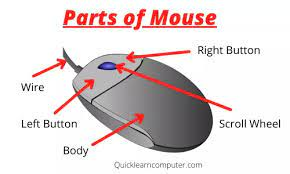 Parts of Mouse
Right Button
Wire
Left Button
Scroll Wheel
Body
Quicklearncomputer.com